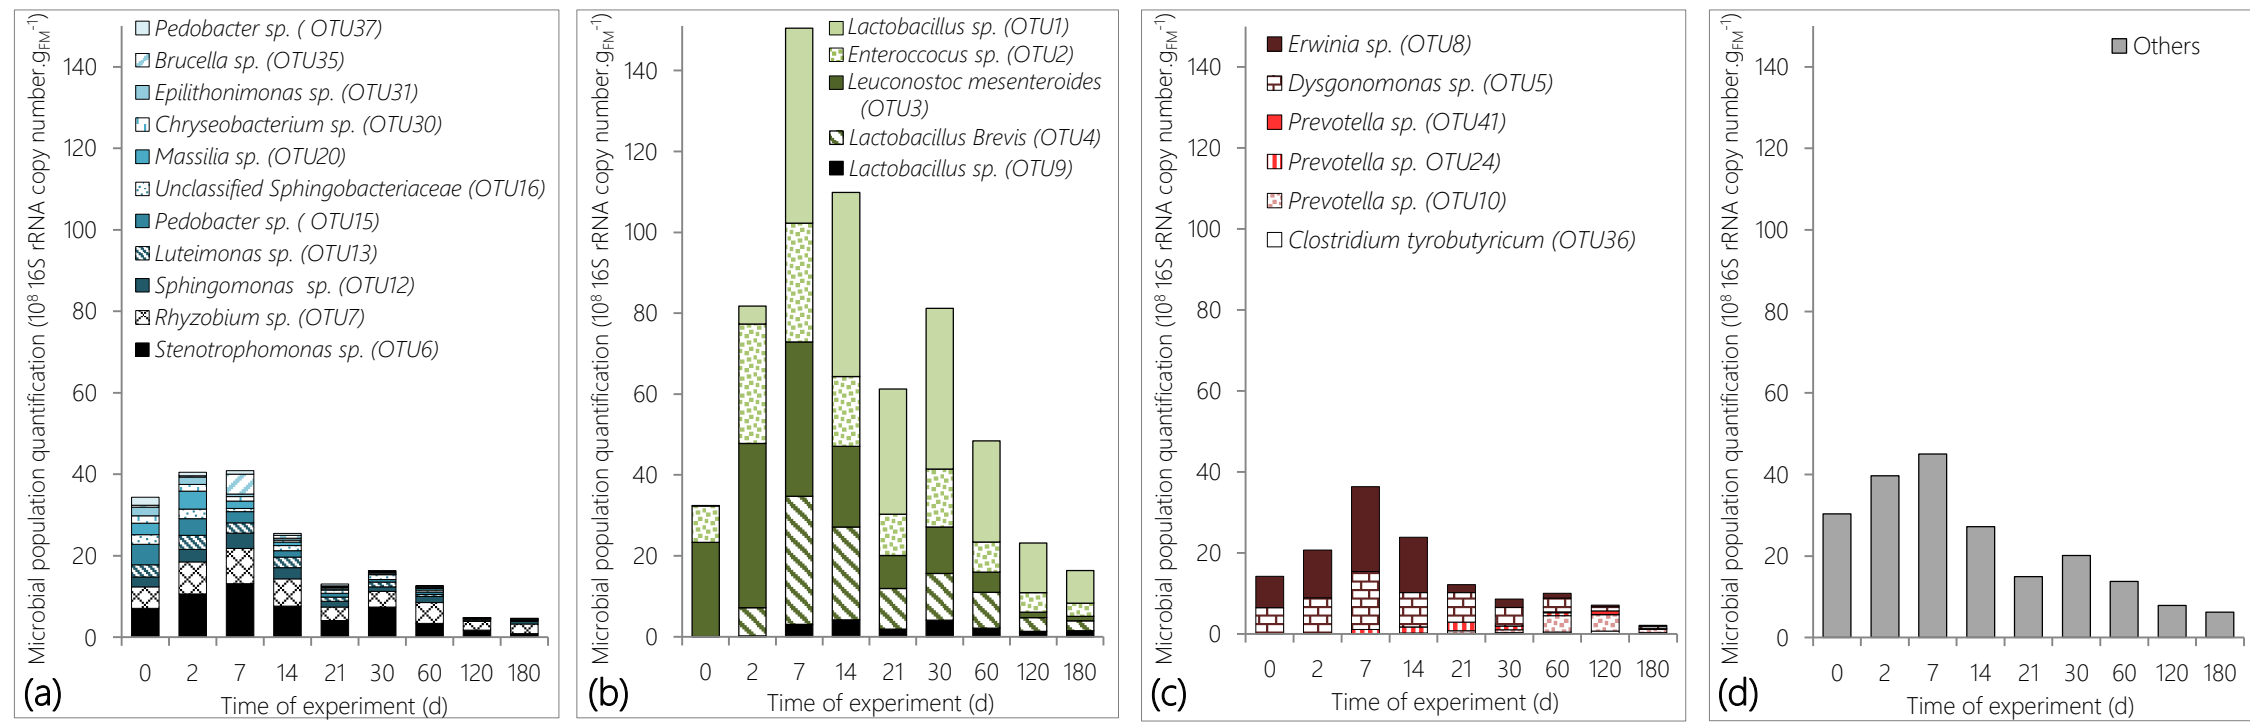 Microbial population quantification (10⁸ 16S rRNA copy number.gFM⁻¹)
140
120
100
80
60
40
20
0
Pedobacter sp. ( OTU37)
Brucella sp. (OTU35)
Epilithonimonas sp. (OTU31)
Chryseobacterium sp. (OTU30)
Massilia sp. (OTU20)
Unclassified Sphingobacteriaceae (OTU16)
Pedobacter sp. ( OTU15)
Luteimonas sp. (OTU13)
Sphingomonas sp. (OTU12)
Rhyzobium sp. (OTU7)
Stenotrophomonas sp. (OTU6)
0 2 7 14 21 30 60 120 180
Time of experiment (d)
(a)
Microbial population quantification (10⁸ 16S rRNA copy number.gFM⁻¹)
140
120
100
80
60
40
20
0
Lactobacillus sp. (OTU1)
Enteroccocus sp. (OTU2)
Leuconostoc mesenteroides
(OTU3)
Lactobacillus Brevis (OTU4)
Lactobacillus sp. (OTU9)
0 2 7 14 21 30 60 120 180
Time of experiment (d)
(b)
Microbial population quantification (10⁸ 16S rRNA copy number.gFM⁻¹)
140
120
100
80
60
40
20
0
Erwinia sp. (OTU8)
Dysgonomonas sp. (OTU5)
Prevotella sp. (OTU41)
Prevotella sp. OTU24)
Prevotella sp. (OTU10)
Clostridium tyrobutyricum (OTU36)
0 2 7 14 21 30 60 120 180
Time of experiment (d)
(c)
Microbial population quantification (10⁸ 16S rRNA copy number.gFM⁻¹)
140
120
100
80
60
40
20
0
Others
0 2 7 14 21 30 60 120 180
Time of experiment (d)
(d)